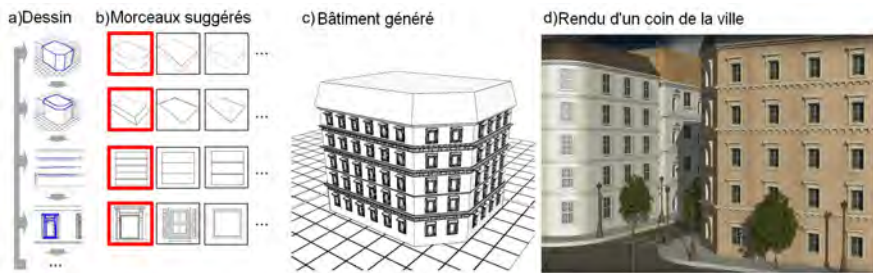 a)Dessin
b)Morceaux suggérés
c) Bâtiment généré
d)Rendu d'un coin de la ville
...
...
...
...
...